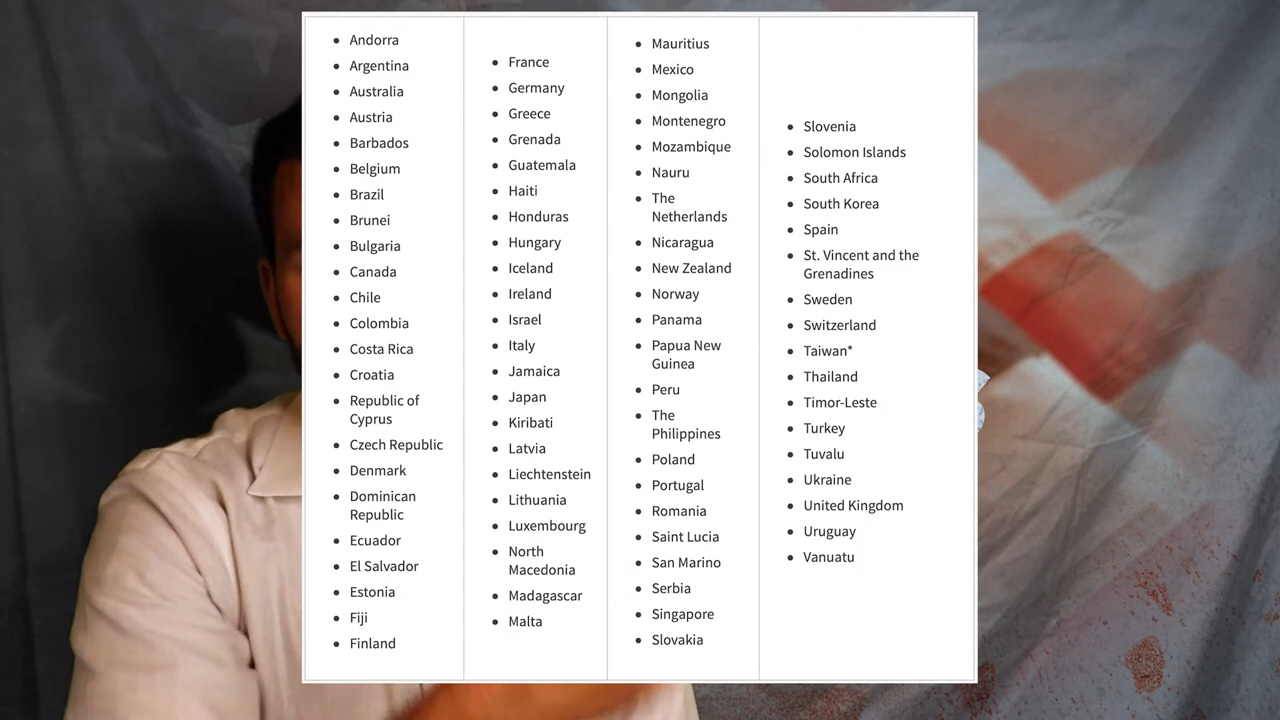 Andorra
Argentina
Australia
Austria
Barbados
Belgium
Brazil
Brunei
Bulgaria
Canada
Chile
Colombia
Costa Rica
Croatia
Republic of
Cyprus
Czech Republic
Denmark
Dominican
Republic
Ecuador
El Salvador
Estonia
Fiji
Finland
France
Germany
Greece
Grenada
Guatemala
Haiti
Honduras
Hungary
Iceland
Ireland
Israel
Italy
Jamaica
Japan
Kiribati
Latvia
Liechtenstein
Lithuania
Luxembourg
North
Macedonia
Madagascar
Malta
Mauritius
Mexico
Mongolia
Montenegro
Mozambique
Nauru
The
Netherlands
Nicaragua
New Zealand
Norway
Panama
Papua New
Guinea
Peru
The
Philippines
Poland
Portugal
Romania
Saint Lucia
San Marino
Serbia
Singapore
Slovakia
Slovenia
Solomon Islands
South Africa
South Korea
Spain
St. Vincent and the
Grenadines
Sweden
Switzerland
Taiwan*
Thailand
Timor-Leste
Turkey
Tuvalu
Ukraine
United Kingdom
Uruguay
Vanuatu